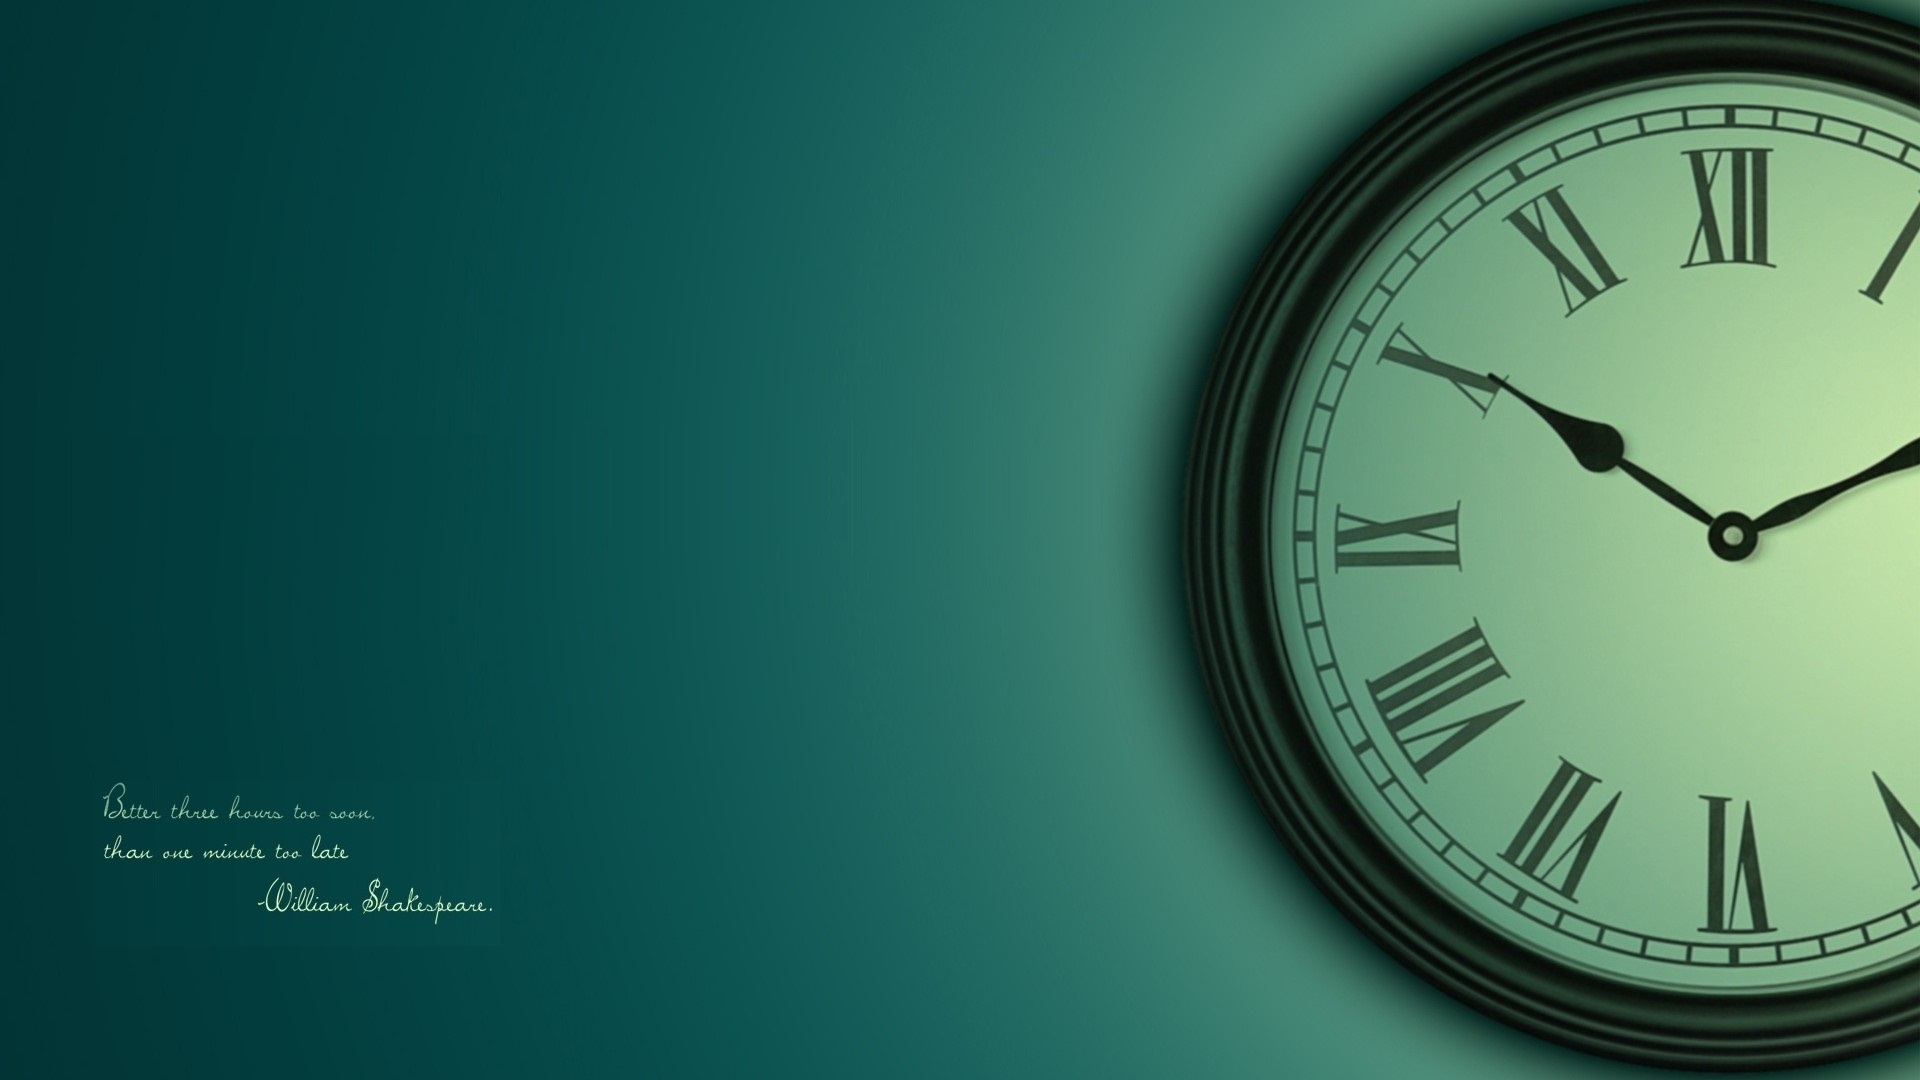 Better three hours too soon,
than one minute too late
-William Shakespeare.
XII
I
XI
X
IX
VIII
VII
VI